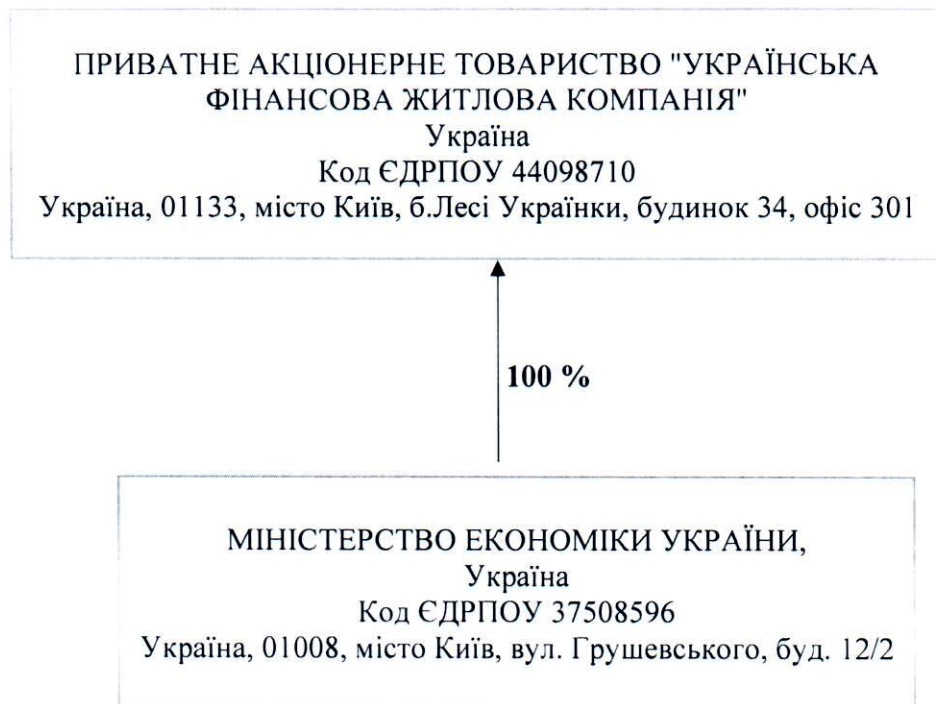 ПРИВАТНЕ АКЦІОНЕРНЕ ТОВАРИСТВО "УКРАЇНСЬКА
ФІНАНСОВА ЖИТЛОВА КОМПАНІЯ"
Україна
Код ЄДРПОУ 44098710
Україна, 01133, місто Київ, б.Лесі Українки, будинок 34, офіс 301
100 %
МІНІСТЕРСТВО ЕКОНОМІКИ УКРАЇНИ,
Україна
Код ЄДРПОУ 37508596
Україна, 01008, місто Київ, вул. Грушевського, буд. 12/2